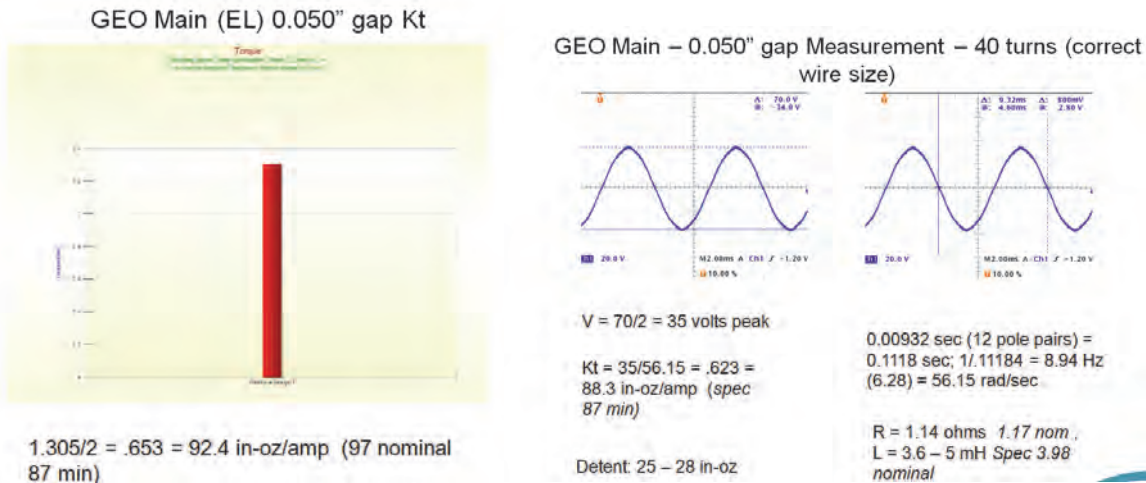 GEO Main (EL) 0.050” gap Kt
Torque
1.305/2 = .653 = 92.4 in-oz/amp (97 nominal
87 min)
GEO Main – 0.050” gap Measurement – 40 turns (correct
wire size)
Δ: 70.0 V
20.0 V
M2.00ms A Ch1 ∫ -1.20 V
10.00 %
V = 70/2 = 35 volts peak
Kt = 35/56.15 = .623 =
88.3 in-oz/amp (spec
87 min)
Detent: 25 – 28 in-oz
Δ: 9.32ms Δ: 800mV
@: 4.60ms @: 2.80 V
20.0 V
M2.00ms A Ch1 ∫ -1.20 V
10.00 %
0.00932 sec (12 pole pairs) =
0.1118 sec; 1/.11184 = 8.94 Hz
(6.28) = 56.15 rad/sec
R = 1.14 ohms 1.17 nom ,
L = 3.6 – 5 mH Spec 3.98
nominal